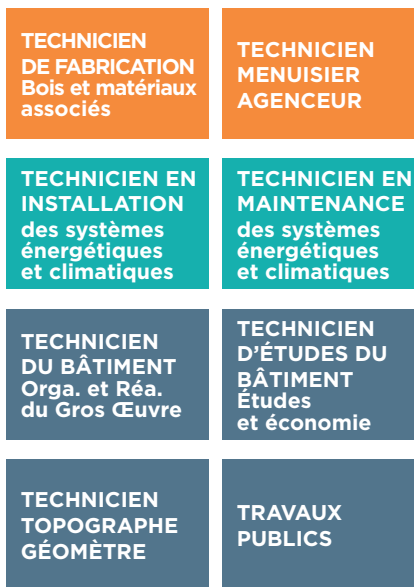 TECHNICIEN
DE FABRICATION
Bois et matériaux
associés
TECHNICIEN
MENUISIER
AGENCEUR
TECHNICIEN EN
INSTALLATION
des systèmes
énergétiques
et climatiques
TECHNICIEN EN
MAINTENANCE
des systèmes
énergétiques
et climatiques
TECHNICIEN
DU BÂTIMENT
Orga. et Réa.
du Gros Œuvre
TECHNICIEN
D'ÉTUDES DU
BÂTIMENT
Études
et économie
TECHNICIEN
TOPOGRAPHE
GÉOMÈTRE
TRAVAUX
PUBLICS